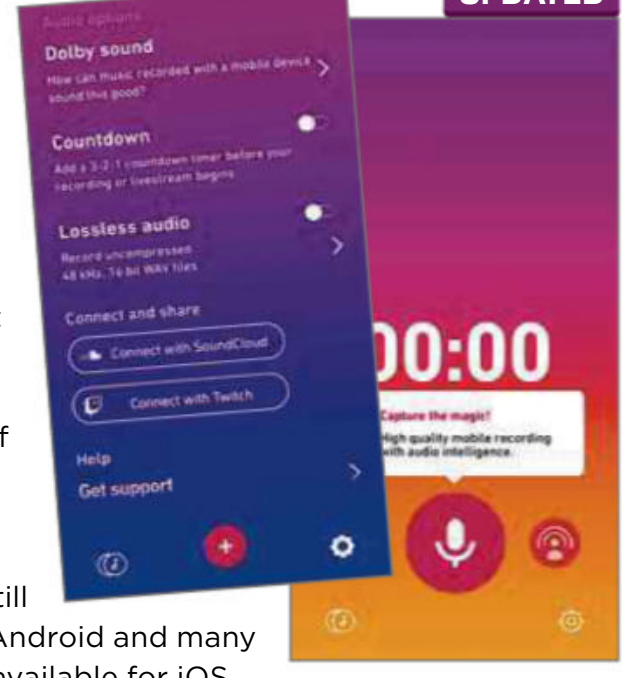 UPDATED
Audio options
Dolby sound
How can music recorded with a mobile device
sound this good?
Countdown
Add a 3-2-1 countdown timer before your
recording or livestream begins
Lossless audio
Record uncompressed
48 kHz, 16 bit WAV files
Connect and share
Connect with SoundCloud
Connect with Twitch
Help
Get support
00:00
Capture the magic!
High quality mobile recording
with audio intelligence.
f
till
Android and many
available for iOS